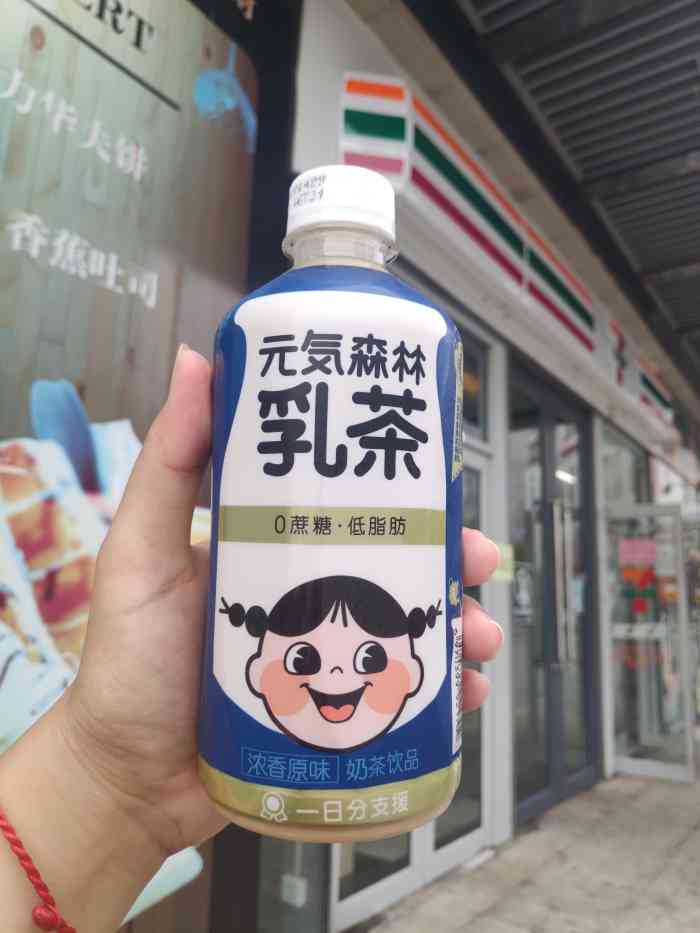 ERT
力华夫饼
香蕉吐司
元気森林
乳茶
0蔗糖·低脂肪
浓香原味 奶茶饮品
一日分支援